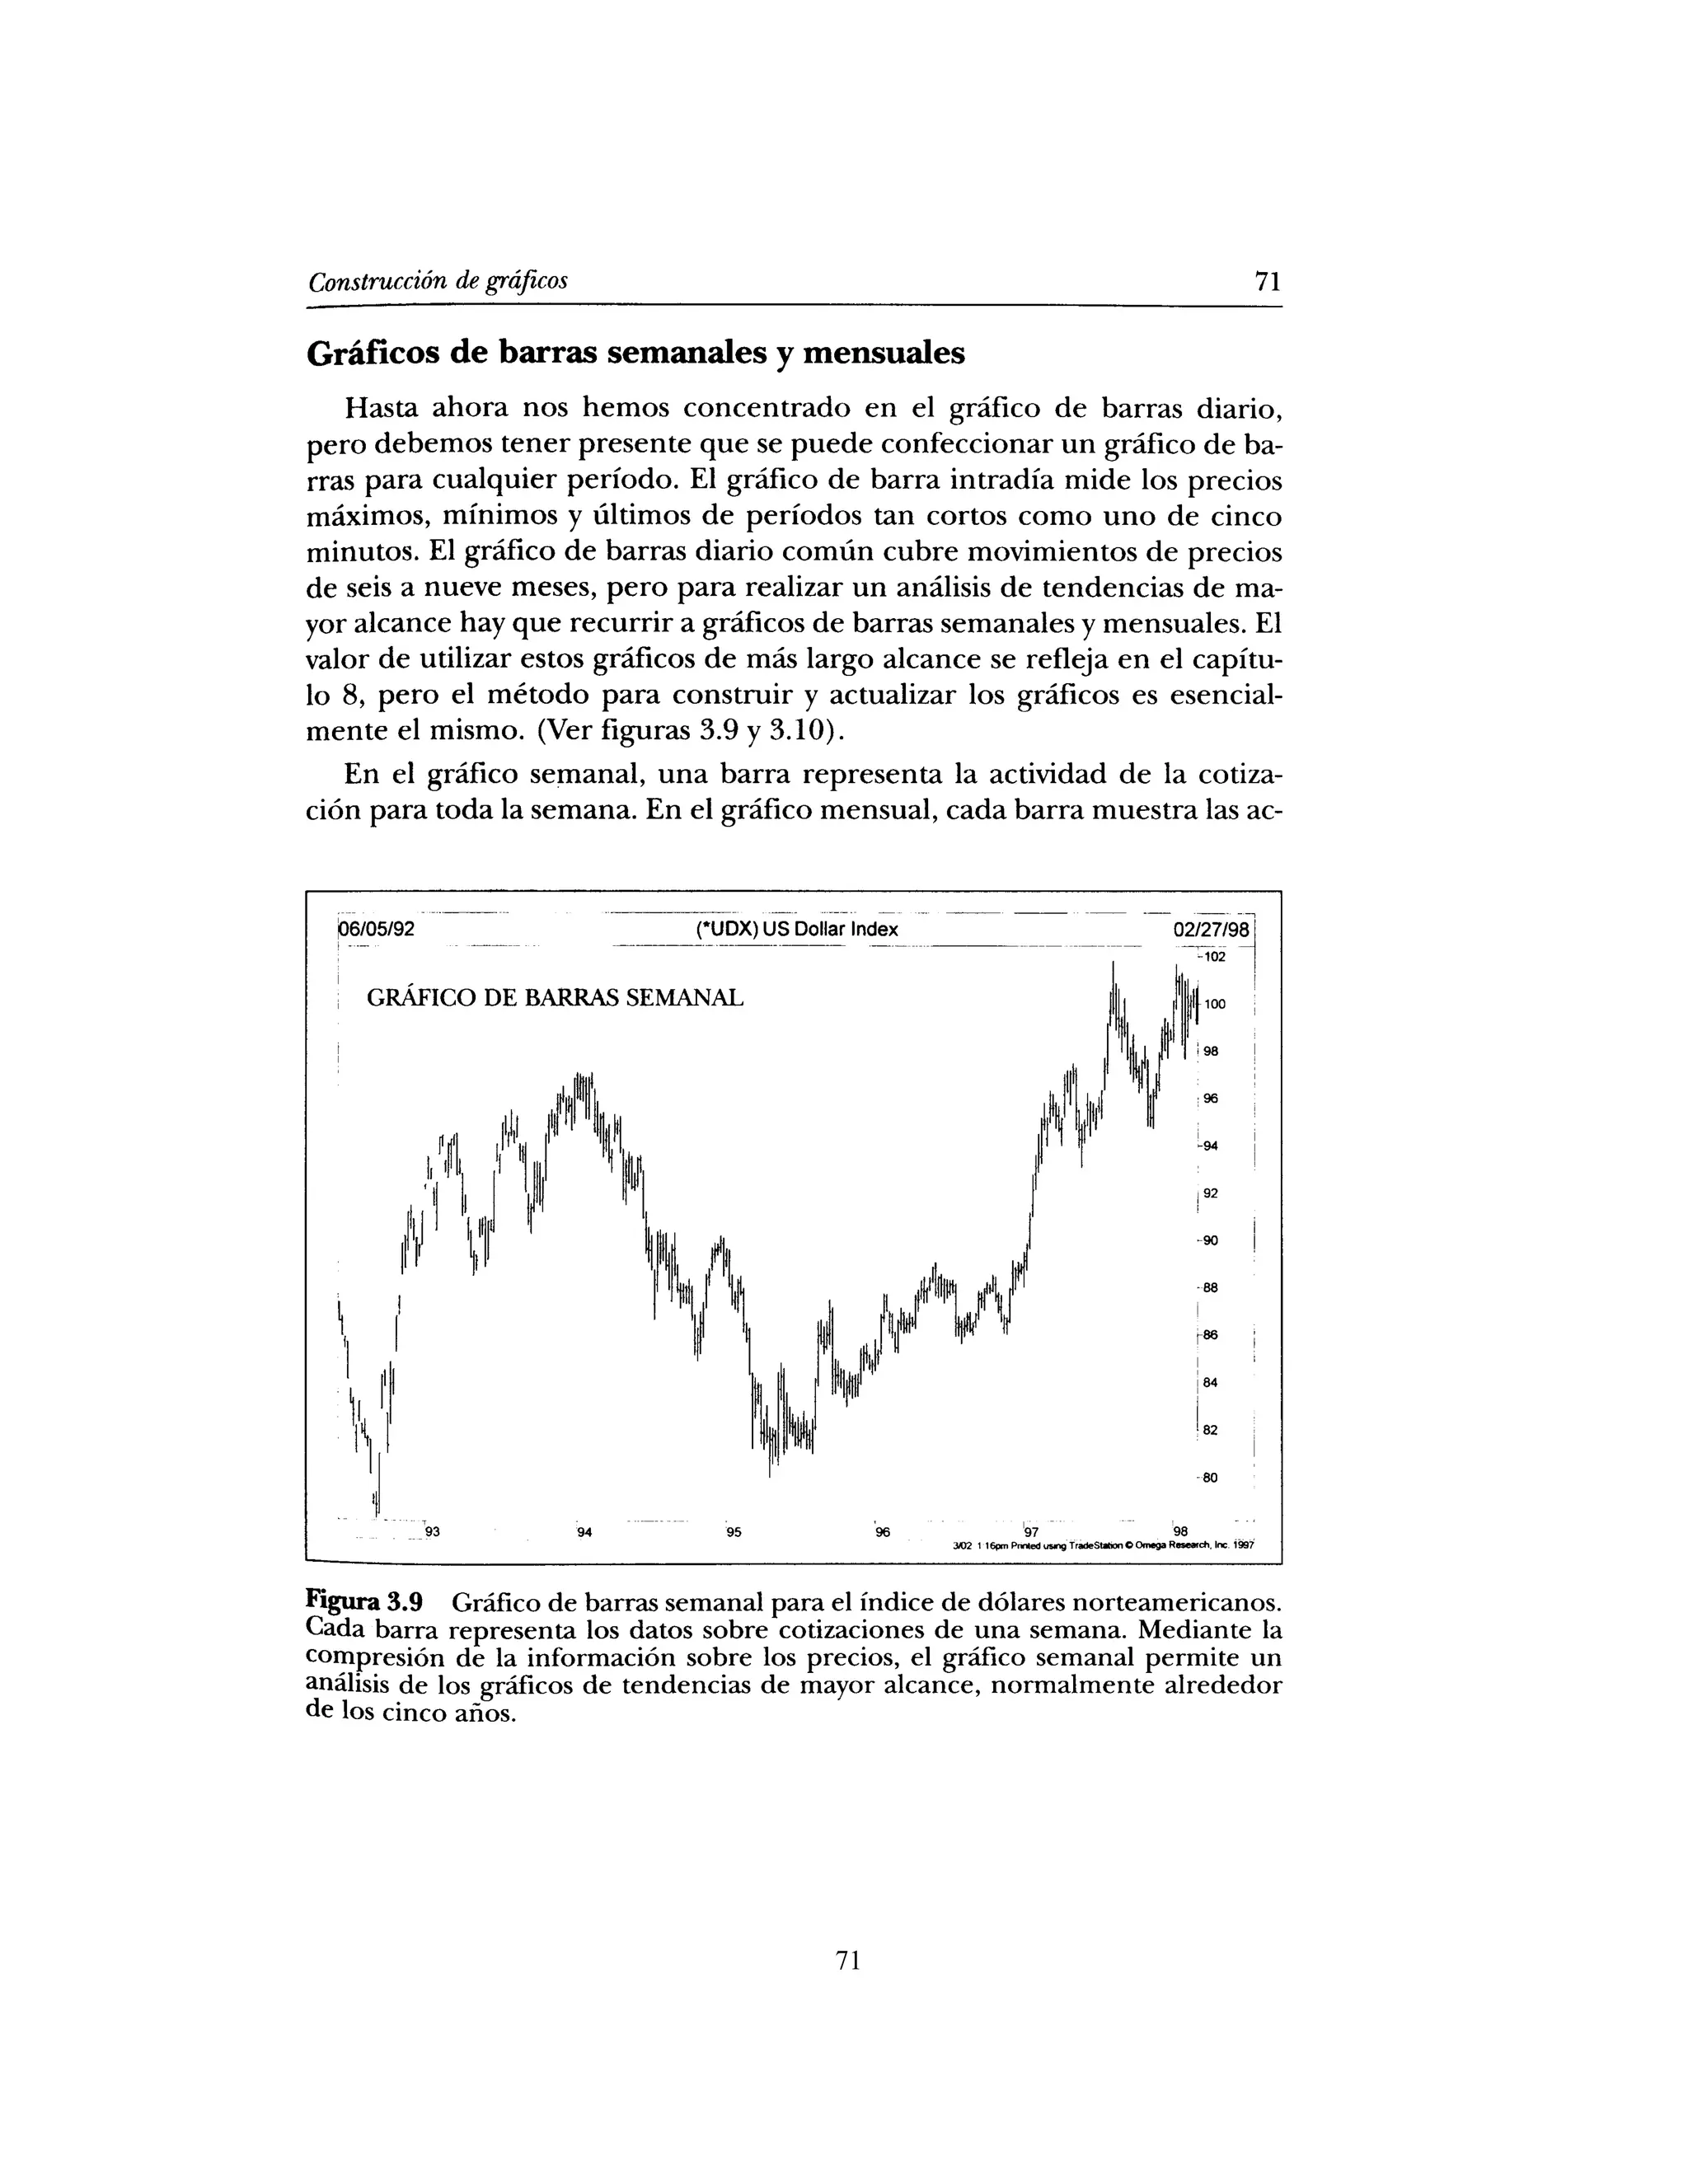 Construcción de gráficos 71
Gráficos de barras semanales y mensuales
Hasta ahora nos hemos concentrado en el gráfico de barras diario,
pero debemos tener presente que se puede confeccionar un gráfico de ba-
rras para cualquier período. El gráfico de barra intradía mide los precios
máximos, mínimos y últimos de períodos tan cortos como uno de cinco
minutos. El gráfico de barras diario común cubre movimientos de precios
de seis a nueve meses, pero para realizar un análisis de tendencias de ma-
yor alcance hay que recurrir a gráficos de barras semanales y mensuales. El
valor de utilizar estos gráficos de más largo alcance se refleja en el capítu-
lo 8, pero el método para construir y actualizar los gráficos es esencial-
mente el mismo. (Ver figuras 3.9 y 3.10).
En el gráfico semanal, una barra representa la actividad de la cotiza-
ción para toda la semana. En el gráfico mensual, cada barra muestra las ac-
06/05/92 (*UDX) US Dollar Index 02/27/98
GRÁFICO DE BARRAS SEMANAL
102
100
98
96
94
92
90
88
86
84
82
80
93 94 95 96 97 98
3/02 1 16pm Printed using TradeStation © Omega Research, Inc. 1997
Figura 3.9 Gráfico de barras semanal para el índice de dólares norteamericanos.
Cada barra representa los datos sobre cotizaciones de una semana. Mediante la
compresión de la información sobre los precios, el gráfico semanal permite un
análisis de los gráficos de tendencias de mayor alcance, normalmente alrededor
de los cinco años.
71